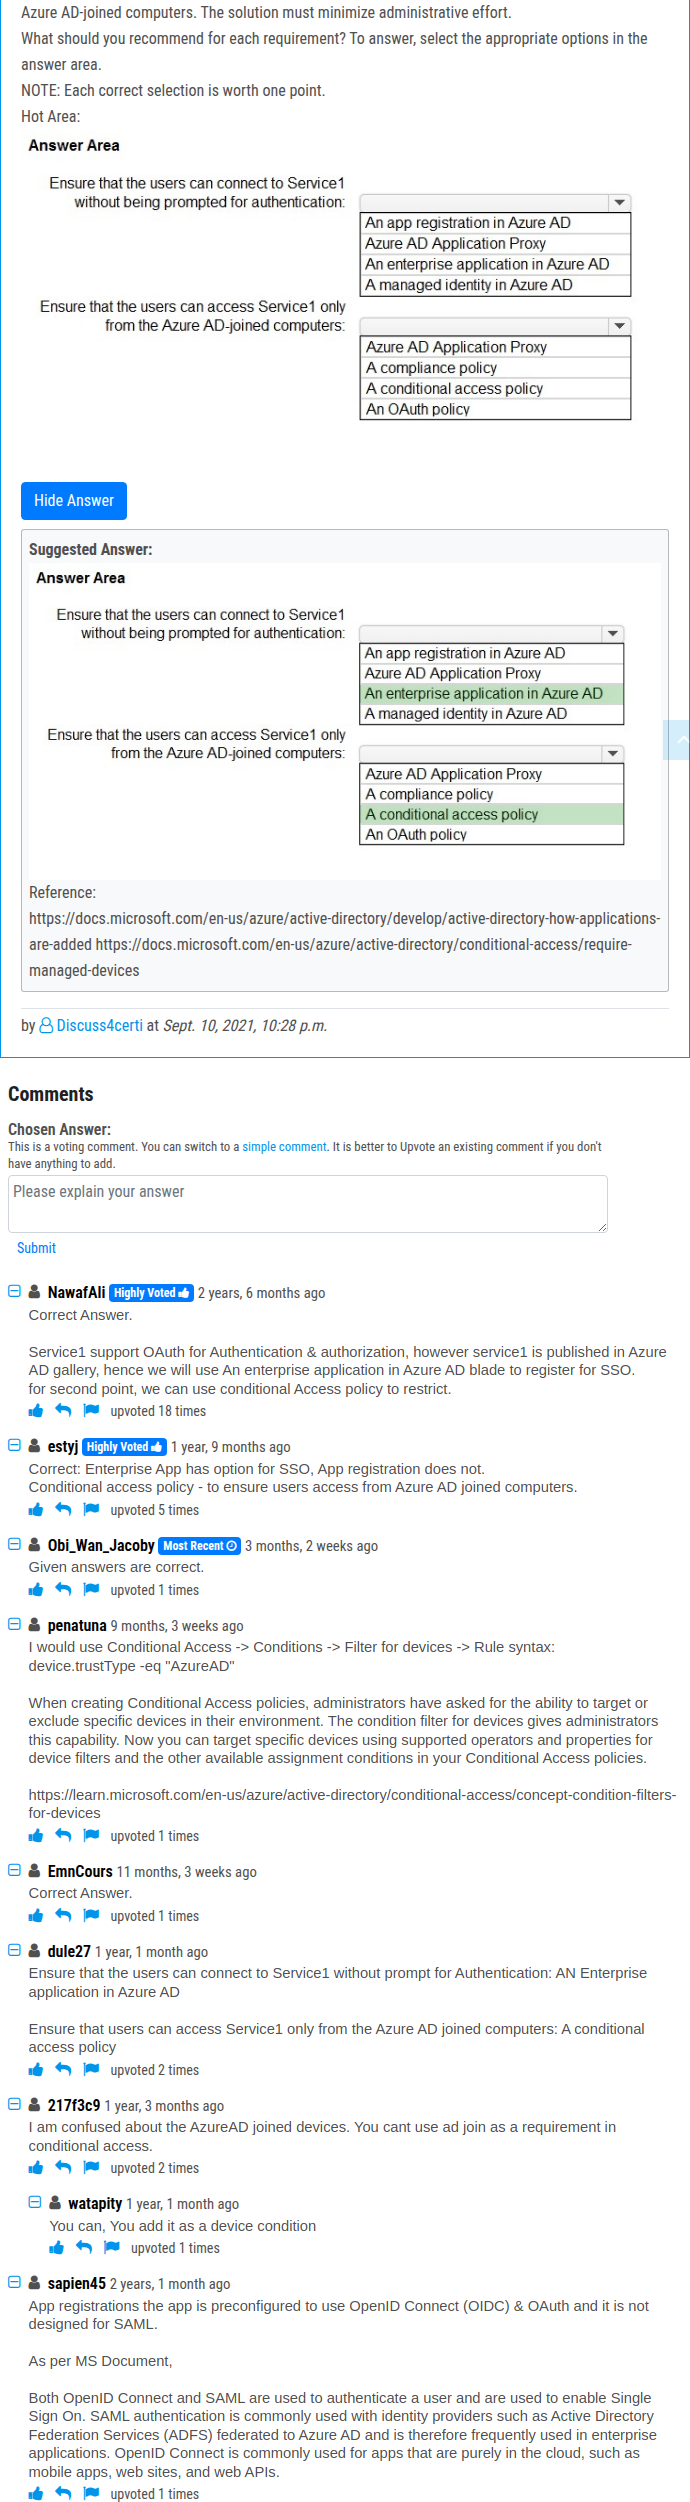 Azure AD-joined computers. The solution must minimize administrative effort.
What should you recommend for each requirement? To answer, select the appropriate options in the
answer area.
NOTE: Each correct selection is worth one point.
Hot Area:
Answer Area
Ensure that the users can connect to Service1
without being prompted for authentication:
An app registration in Azure AD
Azure AD Application Proxy
An enterprise application in Azure AD
A managed identity in Azure AD
Ensure that the users can access Service1 only
from the Azure AD-joined computers:
Azure AD Application Proxy
A compliance policy
A conditional access policy
An OAuth policy
Hide Answer
Suggested Answer:
Answer Area
Ensure that the users can connect to Service1
without being prompted for authentication:
An app registration in Azure AD
Azure AD Application Proxy
An enterprise application in Azure AD
A managed identity in Azure AD
Ensure that the users can access Service1 only
from the Azure AD-joined computers:
Azure AD Application Proxy
A compliance policy
A conditional access policy
An OAuth policy
Reference:
https://docs.microsoft.com/en-us/azure/active-directory/develop/active-directory-how-applications-
are-added https://docs.microsoft.com/en-us/azure/active-directory/conditional-access/require-
managed-devices
by Discuss4certi at Sept. 10, 2021, 10:28 p.m.
Comments
Chosen Answer:
This is a voting comment. You can switch to a simple comment. It is better to Upvote an existing comment if you don't
have anything to add.
Please explain your answer
Submit
NawafAli Highly Voted 2 years, 6 months ago
Correct Answer.
Service1 support OAuth for Authentication & authorization, however service1 is published in Azure
AD gallery, hence we will use An enterprise application in Azure AD blade to register for SSO.
for second point, we can use conditional Access policy to restrict.
upvoted 18 times
estyj Highly Voted 1 year, 9 months ago
Correct: Enterprise App has option for SSO, App registration does not.
Conditional access policy - to ensure users access from Azure AD joined computers.
upvoted 5 times
Obi_Wan_Jacoby Most Recent 3 months, 2 weeks ago
Given answers are correct.
upvoted 1 times
penatuna 9 months, 3 weeks ago
I would use Conditional Access -> Conditions -> Filter for devices -> Rule syntax:
device.trustType -eq "AzureAD"
When creating Conditional Access policies, administrators have asked for the ability to target or
exclude specific devices in their environment. The condition filter for devices gives administrators
this capability. Now you can target specific devices using supported operators and properties for
device filters and the other available assignment conditions in your Conditional Access policies.
https://learn.microsoft.com/en-us/azure/active-directory/conditional-access/concept-condition-filters-
for-devices
upvoted 1 times
EmnCours 11 months, 3 weeks ago
Correct Answer.
upvoted 1 times
dule27 1 year, 1 month ago
Ensure that the users can connect to Service1 without prompt for Authentication: AN Enterprise
application in Azure AD
Ensure that users can access Service1 only from the Azure AD joined computers: A conditional
access policy
upvoted 2 times
217f3c9 1 year, 3 months ago
I am confused about the AzureAD joined devices. You cant use ad join as a requirement in
conditional access.
upvoted 2 times
watapity 1 year, 1 month ago
You can, You add it as a device condition
upvoted 1 times
sapien45 2 years, 1 month ago
App registrations the app is preconfigured to use OpenID Connect (OIDC) & OAuth and it is not
designed for SAML.
As per MS Document,
Both OpenID Connect and SAML are used to authenticate a user and are used to enable Single
Sign On. SAML authentication is commonly used with identity providers such as Active Directory
Federation Services (ADFS) federated to Azure AD and is therefore frequently used in enterprise
applications. OpenID Connect is commonly used for apps that are purely in the cloud, such as
mobile apps, web sites, and web APIs.
upvoted 1 times